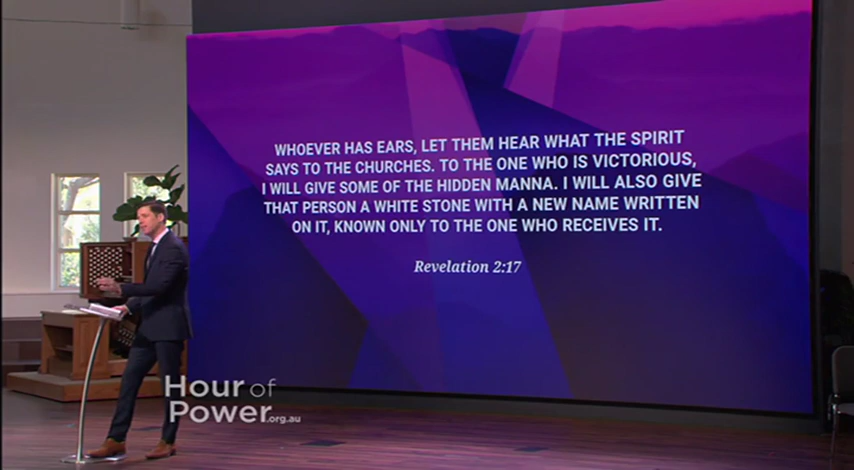 WHOEVER HAS EARS, LET THEM HEAR WHAT THE SPIRIT
SAYS TO THE CHURCHES. TO THE ONE WHO IS VICTORIOUS,
I WILL GIVE SOME OF THE HIDDEN MANNA. I WILL ALSO GIVE
THAT PERSON A WHITE STONE WITH A NEW NAME WRITTEN
ON IT, KNOWN ONLY TO THE ONE WHO RECEIVES IT.
Revelation 2:17
Hour of
Power.org.au